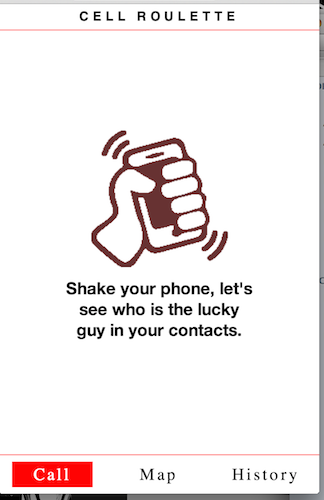 CELL ROULETTE
Shake your phone, let's
see who is the lucky
guy in your contacts.
Call Map History